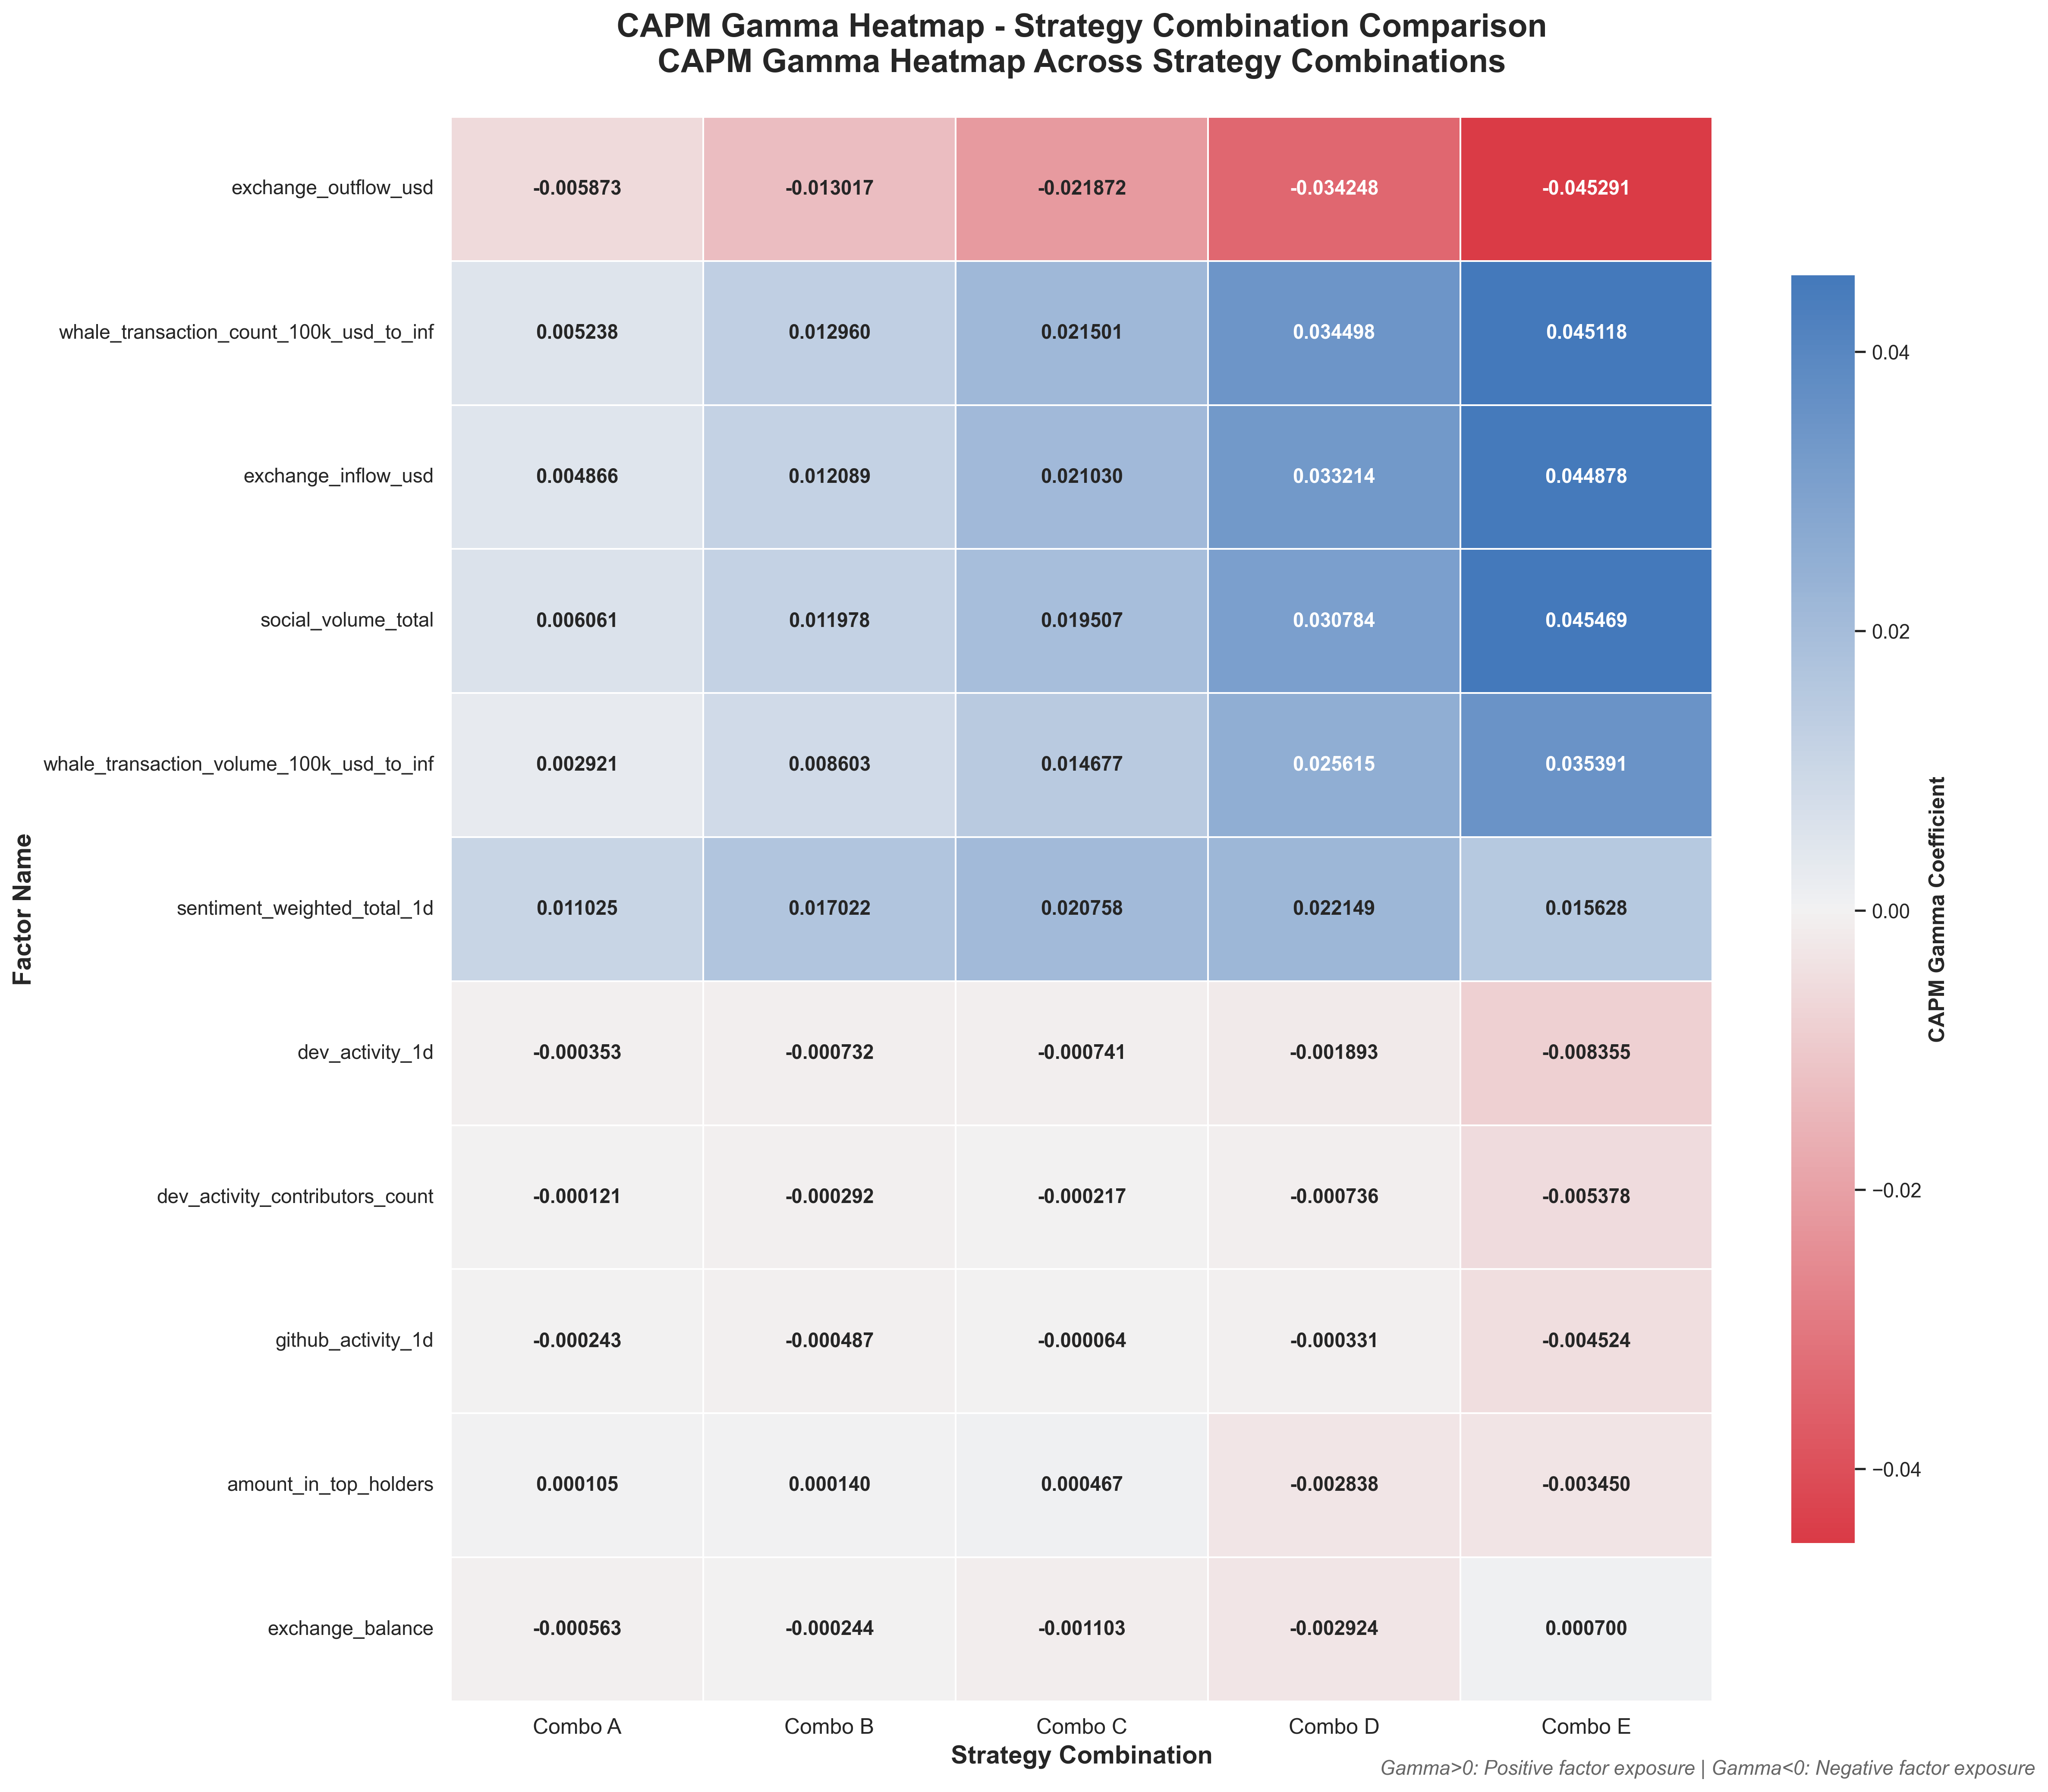 CAPM Gamma Heatmap - Strategy Combination Comparison
CAPM Gamma Heatmap Across Strategy Combinations
Factor Name
exchange_outflow_usd -0.005873 -0.013017 -0.021872 -0.034248 -0.045291
whale_transaction_count_100k_usd_to_inf 0.005238 0.012960 0.021501 0.034498 0.045118
exchange_inflow_usd 0.004866 0.012089 0.021030 0.033214 0.044878
social_volume_total 0.006061 0.011978 0.019507 0.030784 0.045469
whale_transaction_volume_100k_usd_to_inf 0.002921 0.008603 0.014677 0.025615 0.035391
sentiment_weighted_total_1d 0.011025 0.017022 0.020758 0.022149 0.015628
dev_activity_1d -0.000353 -0.000732 -0.000741 -0.001893 -0.008355
dev_activity_contributors_count -0.000121 -0.000292 -0.000217 -0.000736 -0.005378
github_activity_1d -0.000243 -0.000487 -0.000064 -0.000331 -0.004524
amount_in_top_holders 0.000105 0.000140 0.000467 -0.002838 -0.003450
exchange_balance -0.000563 -0.000244 -0.001103 -0.002924 0.000700
Combo A Combo B Combo C Combo D Combo E
Strategy Combination
0.04
0.02
0.00
−0.02
−0.04
CAPM Gamma Coefficient
Gamma>0: Positive factor exposure | Gamma<0: Negative factor exposure